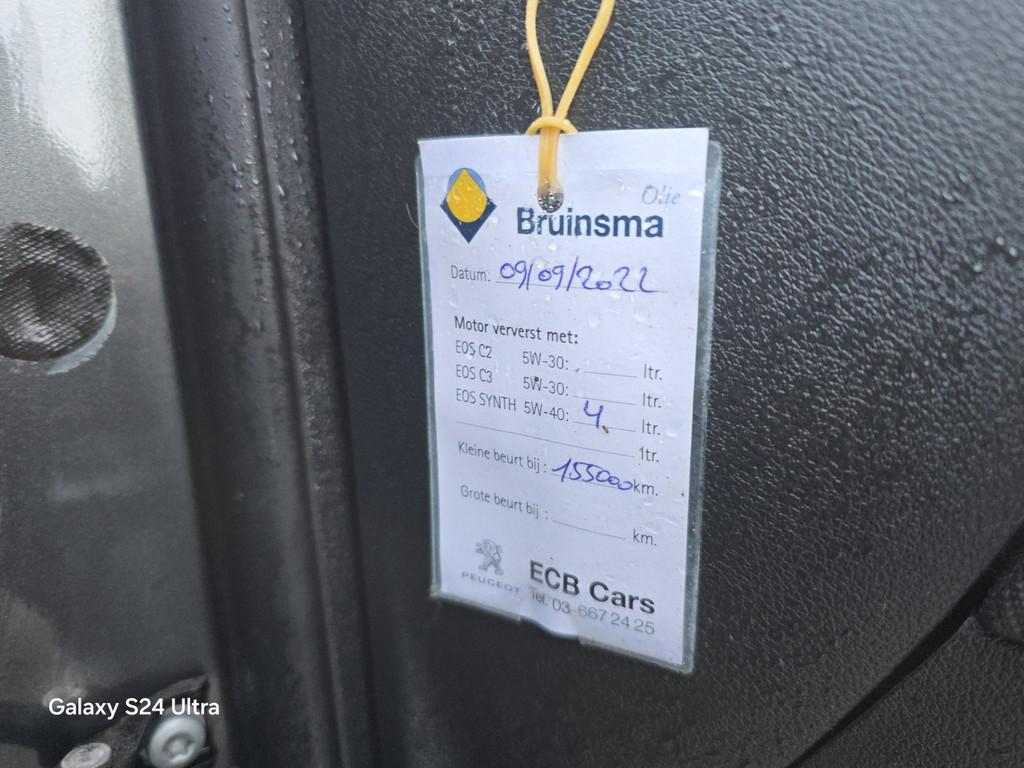 Olie
Bruinsma
Datum: 09/09/2022
Motor ververst met:
EOS C2 5W-30: ltr.
EOS C3 5W-30: ltr.
EOS SYNTH 5W-40: 4 ltr.
ltr.
Kleine beurt bij : 155000 km.
Grote beurt bij : km.
PEUGEOT
ECB Cars
Tel. 03-667 24 25
Galaxy S24 Ultra